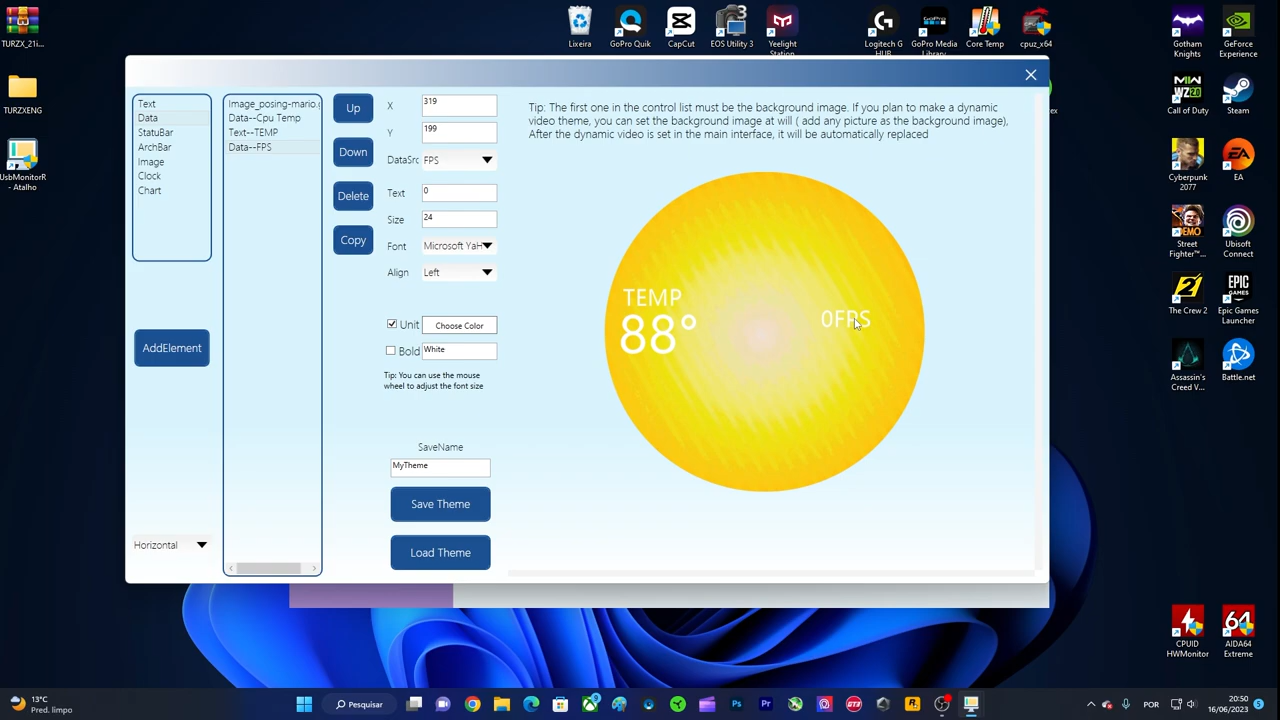 TURZX_21i...
TURZXENG
UsbMonitorR
- Atalho
Lixeira
GoPro Quik
CapCut
EOS Utility 3
Yeelight
Station
Logitech G
HUB
GoPro Media
Library
Core Temp
cpuz_x64
Gotham
Knights
GeForce
Experience
Call of Duty
Steam
Cyberpunk
2077
EA
Street
Fighter™...
Ubisoft
Connect
The Crew 2
Epic Games
Launcher
Assassin's
Creed V...
Battle.net
CPUID
HWMonitor
AIDA64
Extreme
Text
Data
StatuBar
ArchBar
Image
Clock
Chart
AddElement
Horizontal
Image_posing-mario.g
Data--Cpu Temp
Text--TEMP
Data--FPS
Up
Down
Delete
Copy
X 319
Y 199
DataSrc FPS
Text 0
Size 24
Font Microsoft YaH
Align Left
Unit Choose Color
Bold White
Tip: You can use the mouse
wheel to adjust the font size
SaveName
MyTheme
Save Theme
Load Theme
Tip: The first one in the control list must be the background image. If you plan to make a dynamic
video theme, you can set the background image at will ( add any picture as the background image),
After the dynamic video is set in the main interface, it will be automatically replaced
TEMP
88°
0FPS
13°C
Pred. limpo
Pesquisar
POR
20:50
16/06/2023